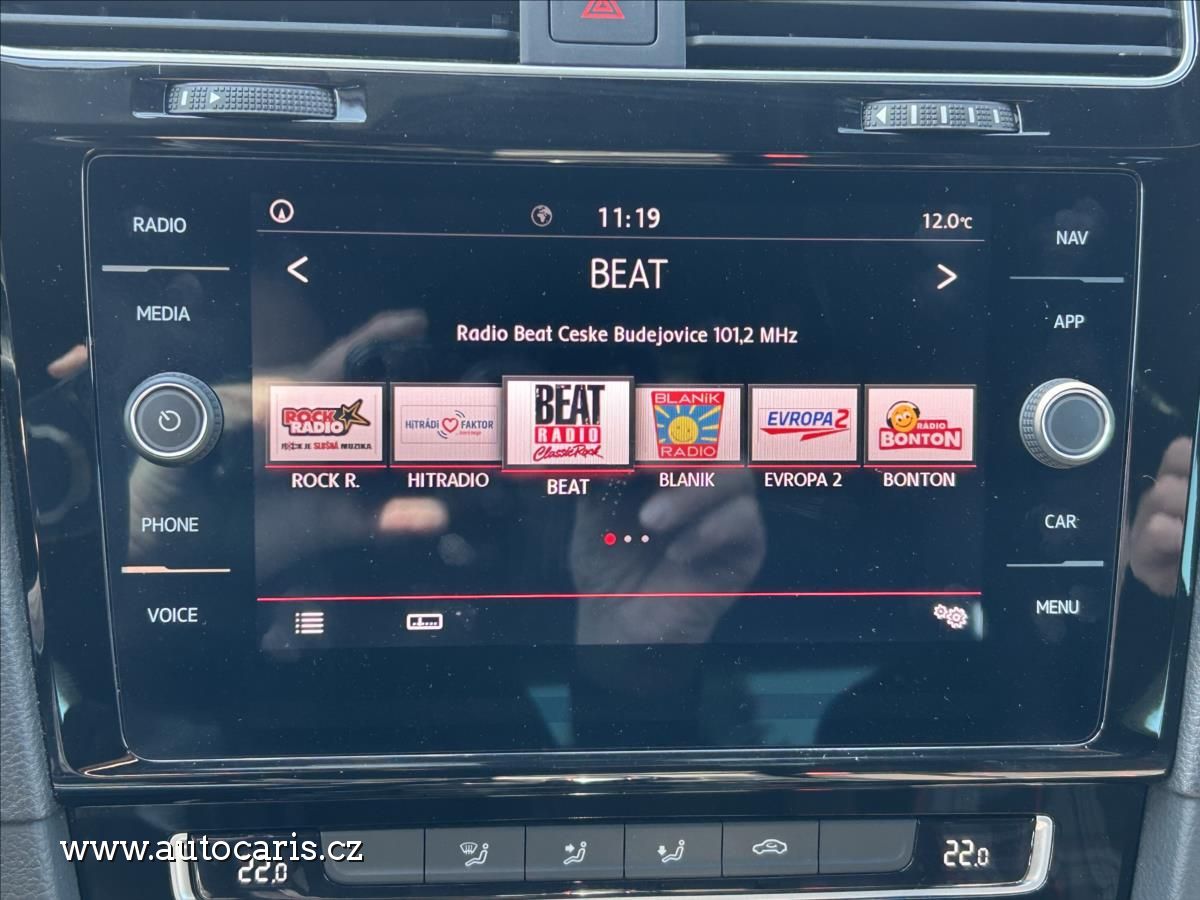 RADIO
11:19
12.0°C
NAV
< BEAT >
MEDIA
APP
Radio Beat Ceske Budejovice 101,2 MHz
ROCK RADIO
ROCK JE SLUŠNÁ MUZIKA
HITRÁDIO FAKTOR
BEAT
RADIO
Classic Rock
BLANÍK
RADIO
EVROPA 2
RÁDIO
BONTON
ROCK R.
HITRADIO
BEAT
BLANIK
EVROPA 2
BONTON
PHONE
CAR
VOICE
MENU
www.autocaris.cz
22.0
22.0